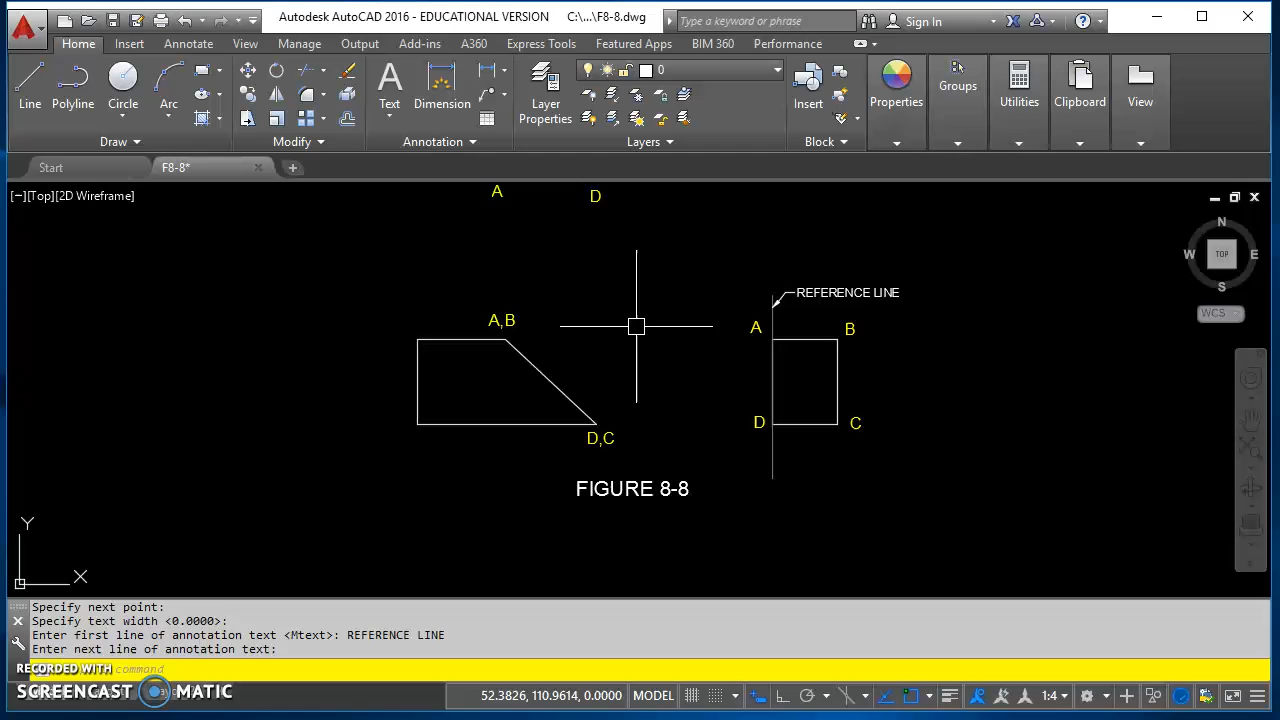 Autodesk AutoCAD 2016 - EDUCATIONAL VERSION C:\...\F8-8.dwg
Type a keyword or phrase
Sign In
Home Insert Annotate View Manage Output Add-ins A360 Express Tools Featured Apps BIM 360 Performance
0
Line Polyline Circle Arc
Text Dimension
Layer Properties
Insert
Properties Groups Utilities Clipboard View
Draw Modify Annotation Layers Block
Start F8-8*
[−][Top][2D Wireframe]
A D
N
W TOP E
S
WCS
REFERENCE LINE
A,B
A B
D C
D,C
FIGURE 8-8
Y
X
Specify next point:
Specify text width <0.0000>:
Enter first line of annotation text <Mtext>: REFERENCE LINE
Enter next line of annotation text:
RECORDED WITH
command
SCREENCAST MATIC
52.3826, 110.9614, 0.0000 MODEL 1:4